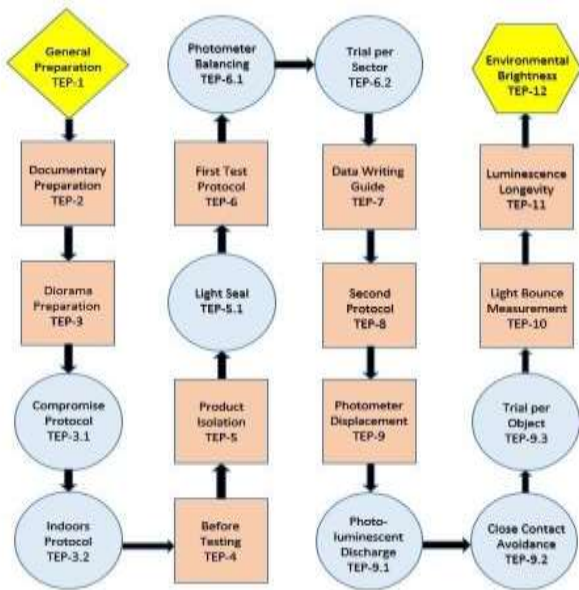 General
Preparation
TEP-1
Documentary
Preparation
TEP-2
Diorama
Preparation
TEP-3
Compromise
Protocol
TEP-3.1
Indoors
Protocol
TEP-3.2
Before
Testing
TEP-4
Product
Isolation
TEP-5
Light Seal
TEP-5.1
First Test
Protocol
TEP-6
Photometer
Balancing
TEP-6.1
Trial per
Sector
TEP-6.2
Data Writing
Guide
TEP-7
Second
Protocol
TEP-8
Photometer
Displacement
TEP-9
Photo-
luminescent
Discharge
TEP-9.1
Close Contact
Avoidance
TEP-9.2
Trial per
Object
TEP-9.3
Light Bounce
Measurement
TEP-10
Luminescence
Longevity
TEP-11
Environmental
Brightness
TEP-12